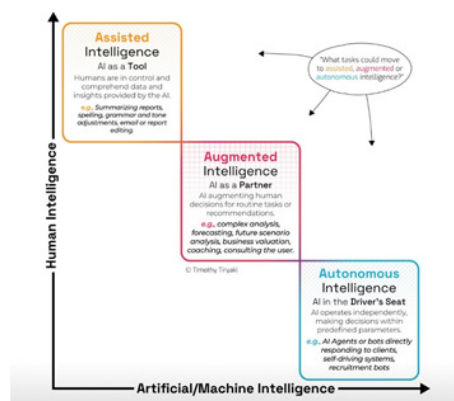 Assisted
Intelligence
AI as a Tool
Humans are in control and
comprehend data and
insights provided by the AI.
e.g., Summarizing reports,
spelling, grammar and tone
adjustments, email or report
editing.
"What tasks could move
to assisted, augmented or
autonomous intelligence?"
Augmented
Intelligence
AI as a Partner
AI augmenting human
decisions for routine tasks or
recommendations.
e.g., complex analysis,
forecasting, future scenario
analysis, business valuation,
coaching, consulting the user.
© Timothy Tiryaki
Autonomous
Intelligence
AI in the Driver's Seat
AI operates independently,
making decisions within
predefined parameters.
e.g., AI Agents or bots directly
responding to clients,
self-driving systems,
recruitment bots
Human Intelligence
Artificial/Machine Intelligence